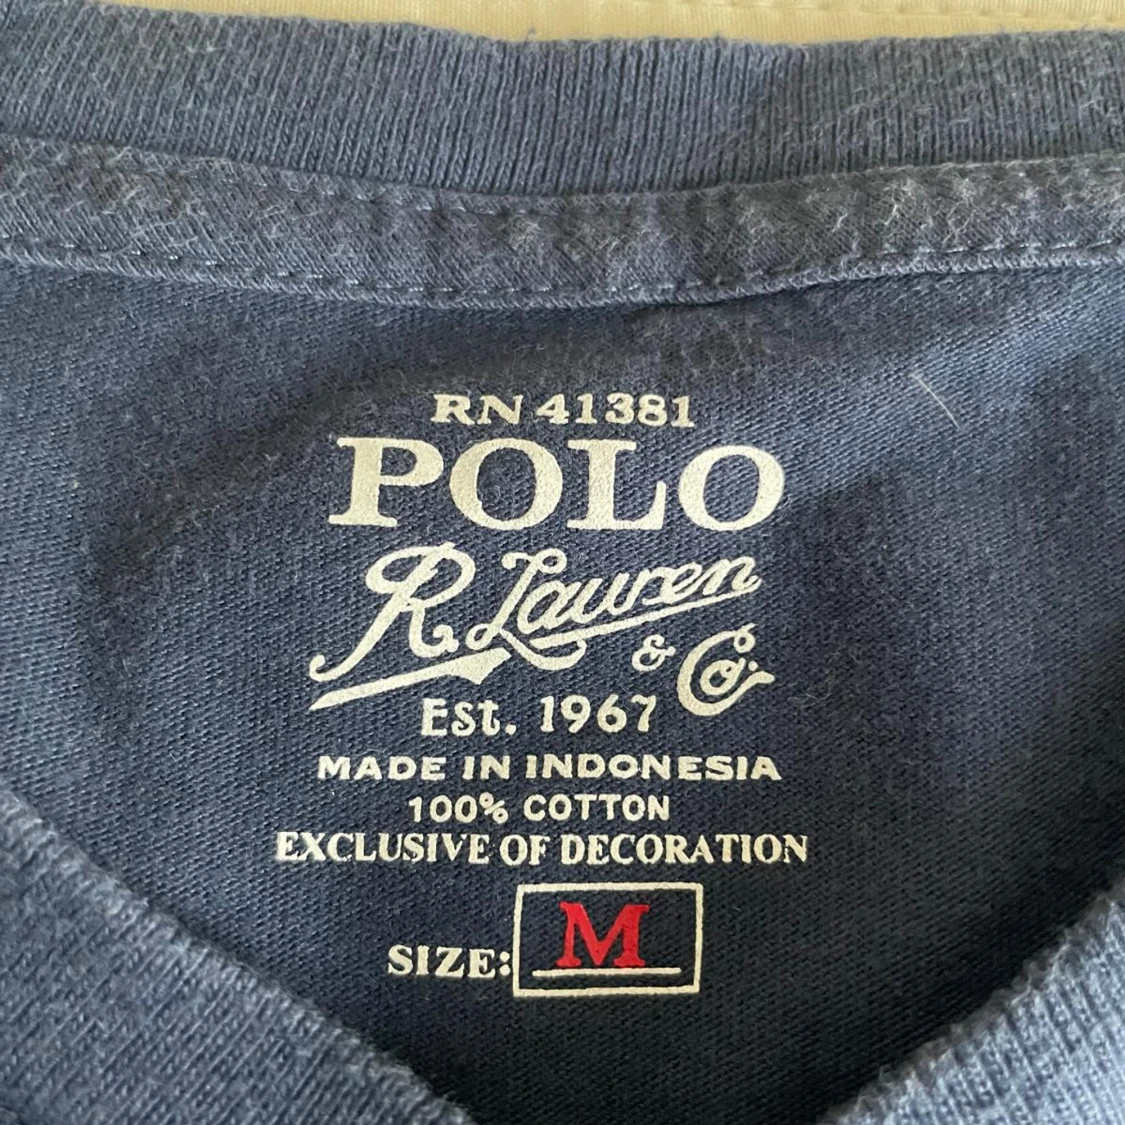 RN 41381
POLO
R. Lauren
& Co.
Est. 1967
MADE IN INDONESIA
100% COTTON
EXCLUSIVE OF DECORATION
SIZE: M